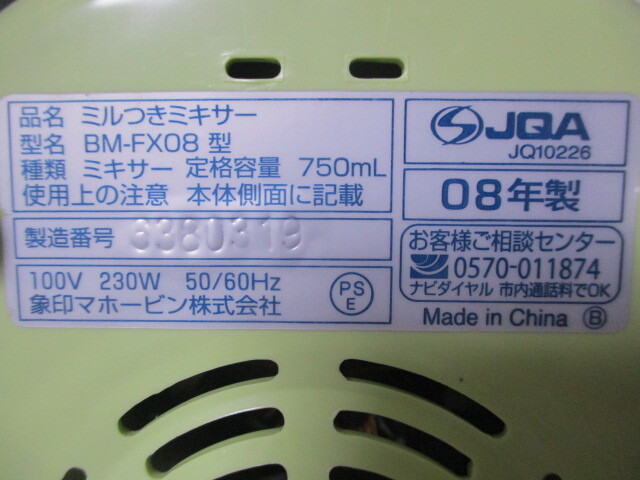 品名 ミルつきミキサー
型名 BM-FX08 型
種類 ミキサー 定格容量 750mL
使用上の注意 本体側面に記載
製造番号 6380319
100V 230W 50/60Hz
象印マホービン株式会社
PS
E
JQA
JQ10226
08年製
お客様ご相談センター
0570-011874
ナビダイヤル 市内通話料でOK
Made in China Ⓑ